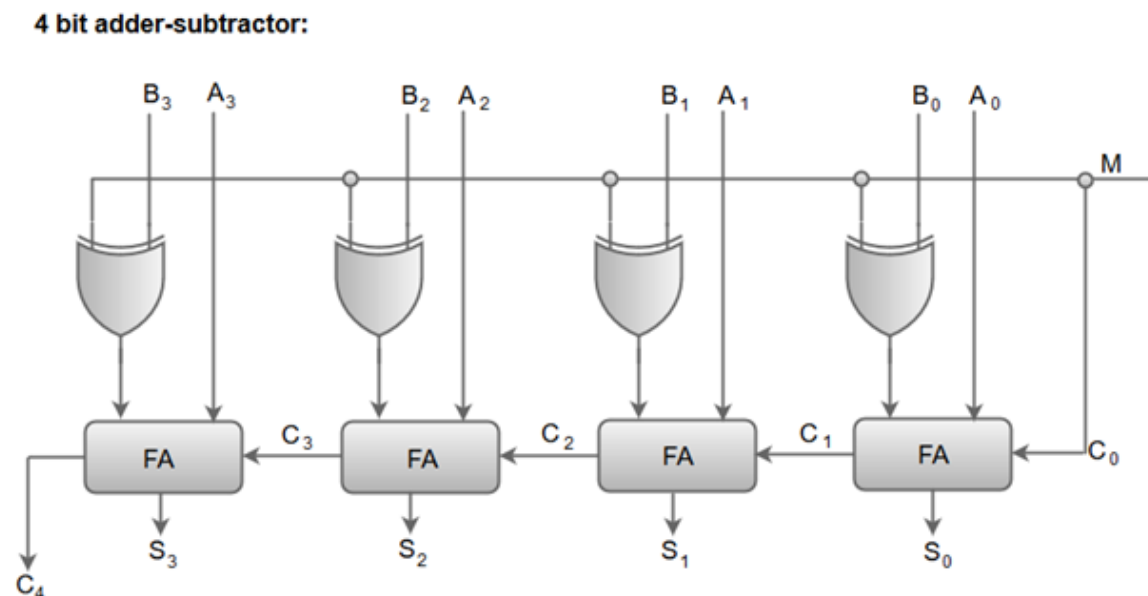 4 bit adder-subtractor:
B3 A3 B2 A2 B1 A1 B0 A0
M
FA C3 FA C2 FA C1 FA C0
S3 S2 S1 S0
C4